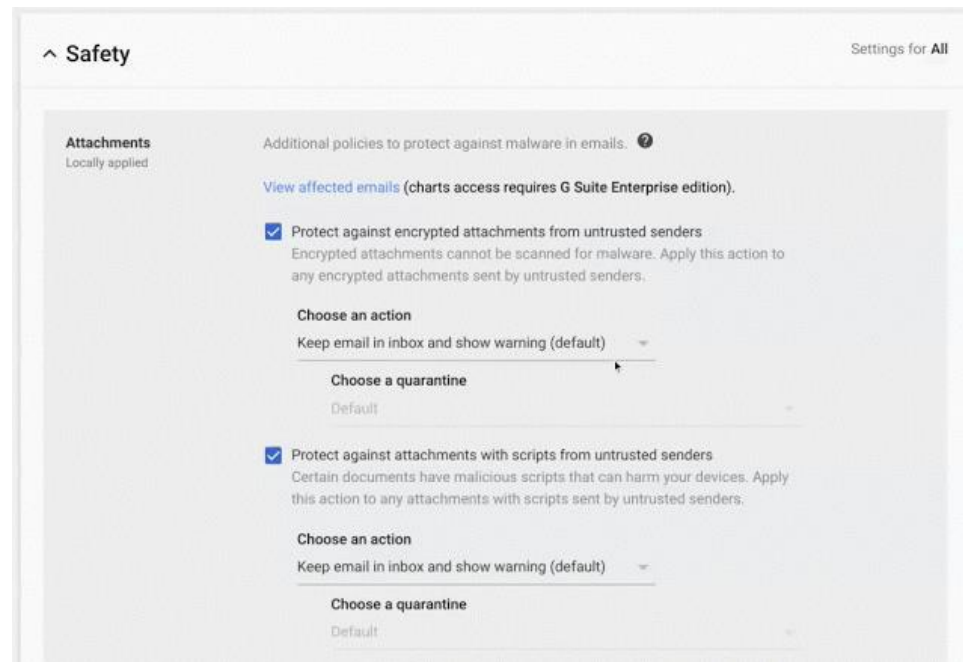 Safety
Settings for All
Attachments
Locally applied
Additional policies to protect against malware in emails. ?
View affected emails (charts access requires G Suite Enterprise edition).
Protect against encrypted attachments from untrusted senders
Encrypted attachments cannot be scanned for malware. Apply this action to
any encrypted attachments sent by untrusted senders.
Choose an action
Keep email in inbox and show warning (default)
Choose a quarantine
Default
Protect against attachments with scripts from untrusted senders
Certain documents have malicious scripts that can harm your devices. Apply
this action to any attachments with scripts sent by untrusted senders.
Choose an action
Keep email in inbox and show warning (default)
Choose a quarantine
Default